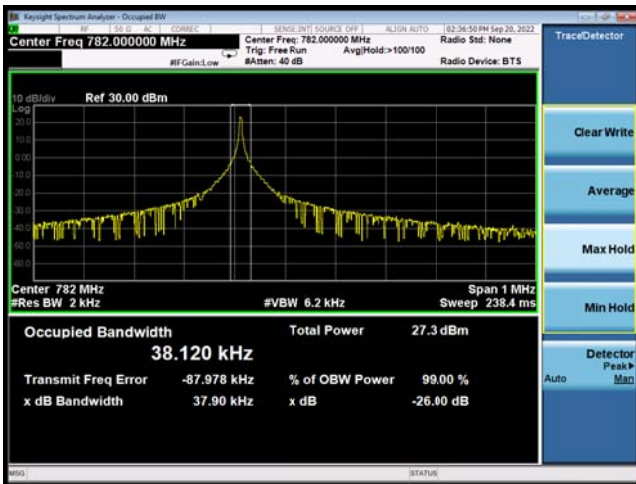 Keysight Spectrum Analyzer - Occupied BW
RF 50 Ω AC CORREC SENSE:INT SOURCE OFF ALIGN AUTO 02:36:50 PM Sep 20, 2022
Center Freq 782.000000 MHz
Center Freq: 782.000000 MHz
Radio Std: None
Trig: Free Run Avg|Hold:>100/100
#IFGain:Low
#Atten: 40 dB
Radio Device: BTS
10 dB/div
Ref 30.00 dBm
Log
20.0
10.0
0.00
10.0
20.0
30.0
40.0
50.0
60.0
Center 782 MHz
Span 1 MHz
#Res BW 2 kHz
#VBW 6.2 kHz
Sweep 238.4 ms
Occupied Bandwidth
38.120 kHz
Total Power 27.3 dBm
Transmit Freq Error -87.978 kHz
% of OBW Power 99.00 %
x dB Bandwidth 37.90 kHz
x dB -26.00 dB
MSG
STATUS
Trace/Detector
Clear Write
Average
Max Hold
Min Hold
Detector
Peak▶
Auto Man